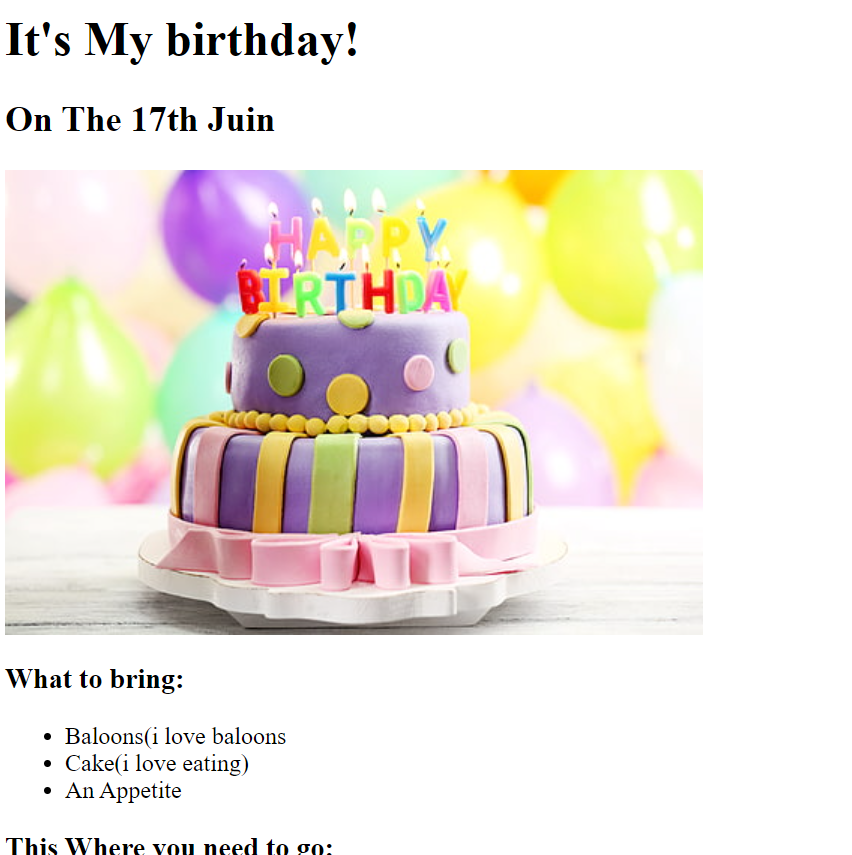 It's My birthday!
On The 17th Juin
HAPPY
BIRTHDAY
What to bring:
Baloons(i love baloons
Cake(i love eating)
An Appetite
This Where you need to go: